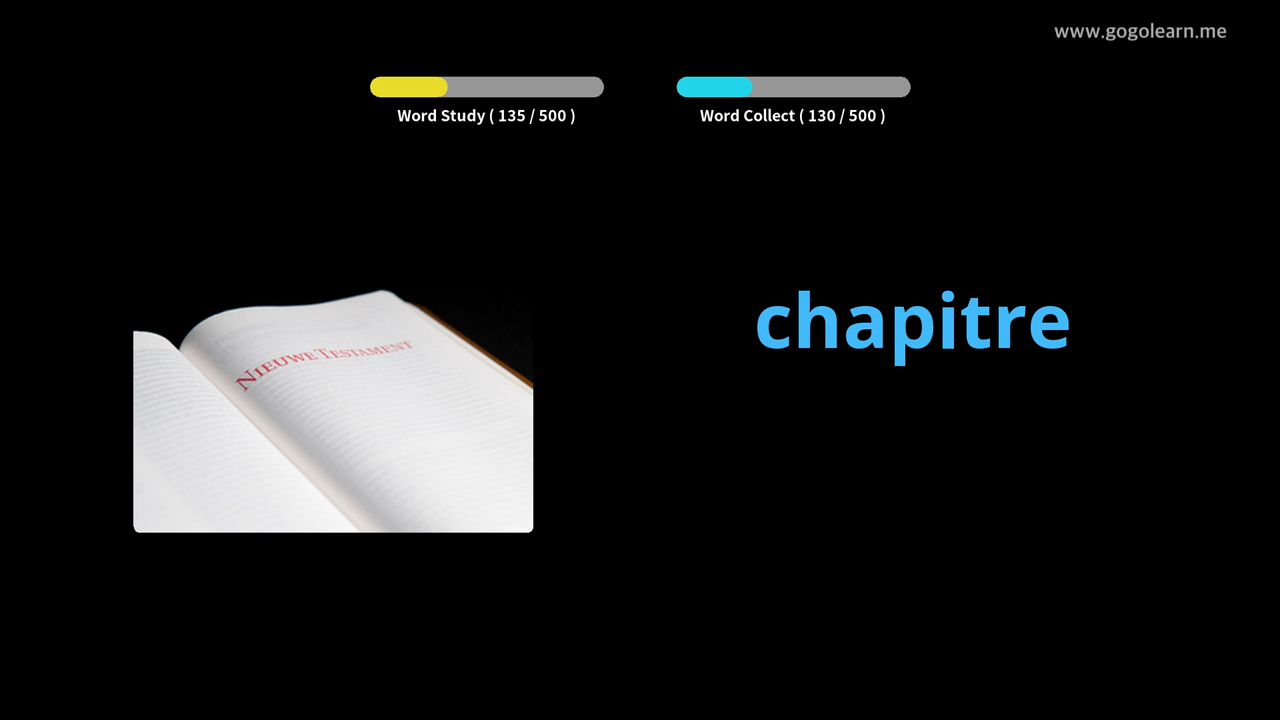 www.gogolearn.me
Word Study ( 135 / 500 )
Word Collect ( 130 / 500 )
chapitre
NIEUWE TESTAMENT